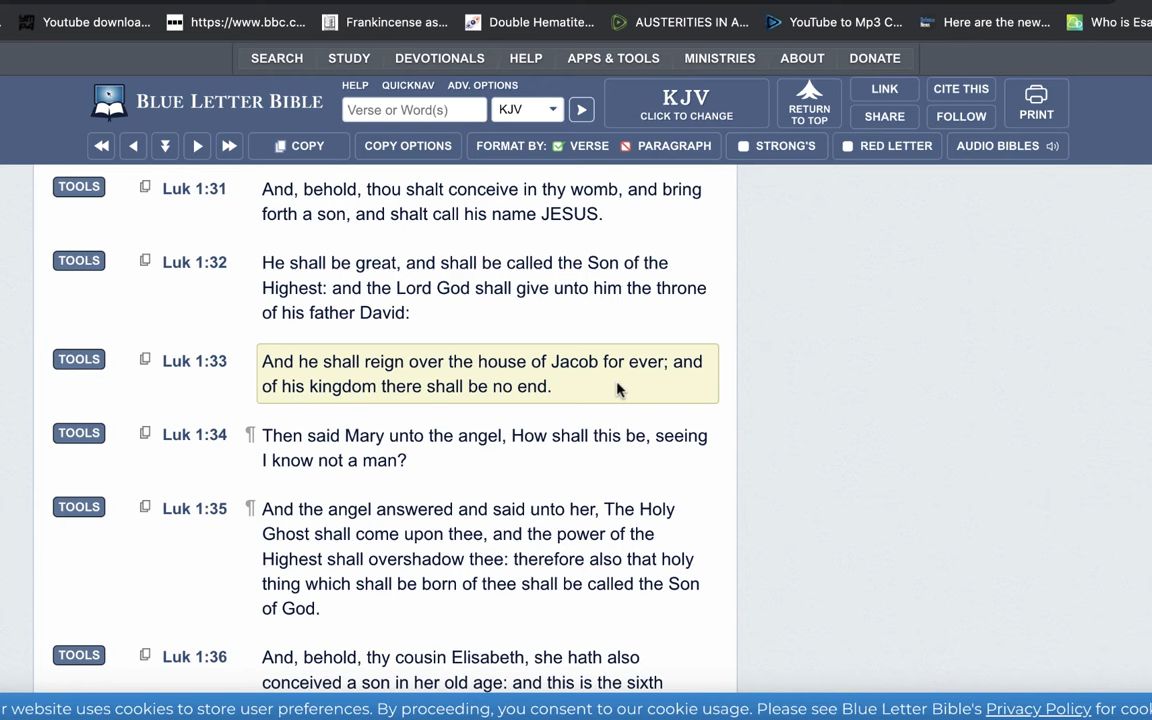 Youtube downloa...
https://www.bbc.c...
Frankincense as...
Double Hematite...
AUSTERITIES IN A...
YouTube to Mp3 C...
Here are the new...
Who is Esa
SEARCH STUDY DEVOTIONALS HELP APPS & TOOLS MINISTRIES ABOUT DONATE
BLUE LETTER BIBLE
HELP QUICKNAV ADV. OPTIONS
Verse or Word(s)
KJV
KJV
CLICK TO CHANGE
RETURN
TO TOP
LINK
CITE THIS
SHARE
FOLLOW
PRINT
COPY
COPY OPTIONS
FORMAT BY: VERSE PARAGRAPH
STRONG'S
RED LETTER
AUDIO BIBLES
TOOLS Luk 1:31 And, behold, thou shalt conceive in thy womb, and bring
forth a son, and shalt call his name JESUS.
TOOLS Luk 1:32 He shall be great, and shall be called the Son of the
Highest: and the Lord God shall give unto him the throne
of his father David:
TOOLS Luk 1:33 And he shall reign over the house of Jacob for ever; and
of his kingdom there shall be no end.
TOOLS Luk 1:34 ¶ Then said Mary unto the angel, How shall this be, seeing
I know not a man?
TOOLS Luk 1:35 ¶ And the angel answered and said unto her, The Holy
Ghost shall come upon thee, and the power of the
Highest shall overshadow thee: therefore also that holy
thing which shall be born of thee shall be called the Son
of God.
TOOLS Luk 1:36 And, behold, thy cousin Elisabeth, she hath also
conceived a son in her old age: and this is the sixth
r website uses cookies to store user preferences. By proceeding, you consent to our cookie usage. Please see Blue Letter Bible's Privacy Policy for cook